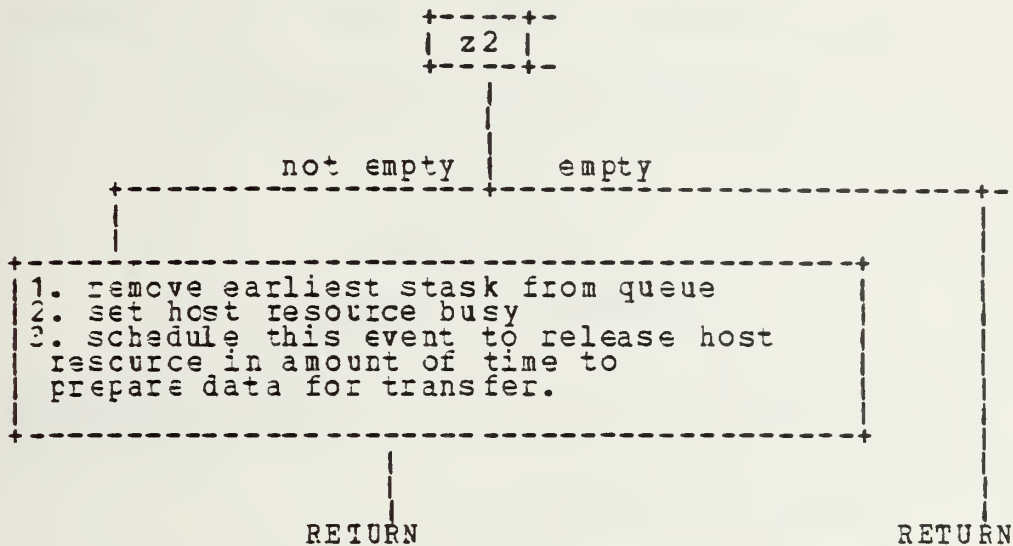 z2
not empty empty
1. remove earliest stask from queue
2. set host resource busy
3. schedule this event to release host
rescurce in amount of time to
prepare data for transfer.
RETURN RETURN